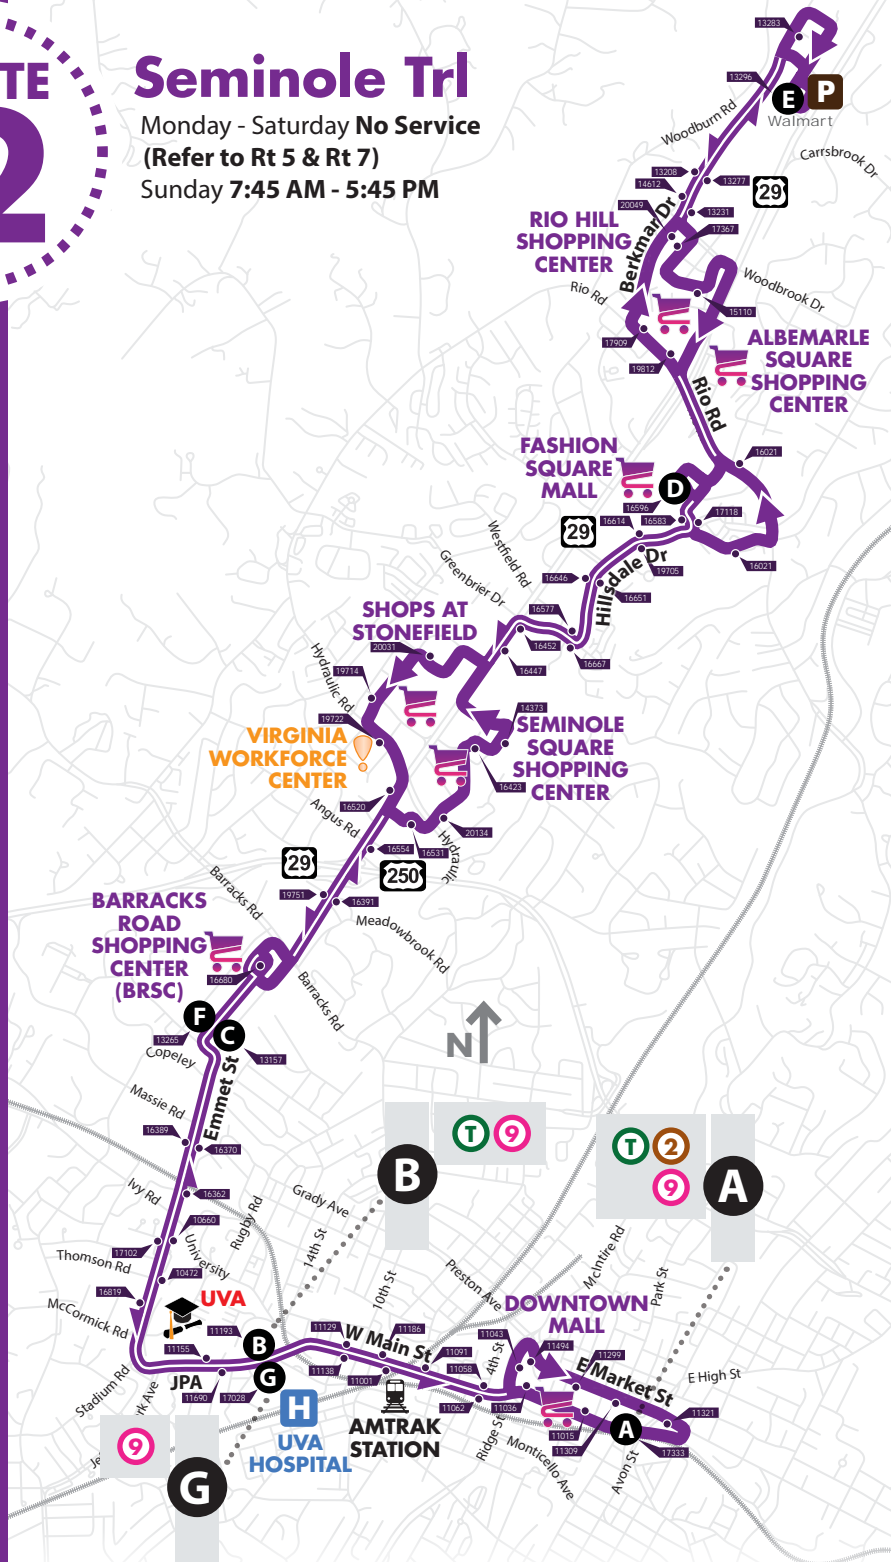 TE
2
Seminole Trl
Monday - Saturday No Service
(Refer to Rt 5 & Rt 7)
Sunday 7:45 AM - 5:45 PM
13283
13296
E
P
Walmart
Woodburn Rd
Carrsbrook Dr
13208
14612
13277
29
20049
13231
17367
RIO HILL
SHOPPING
CENTER
Berkmar Dr
Rio Rd
Woodbrook Dr
15110
17909
19812
ALBEMARLE
SQUARE
SHOPPING
CENTER
Rio Rd
16021
FASHION
SQUARE
MALL
D
16596
17118
29
16614
16583
16021
Hillsdale Dr
19705
Westfield Rd
Greenbrier Dr
16646
16651
16577
16452
16667
16447
SHOPS AT
STONEFIELD
20031
Hydraulic Rd
19714
19722
14373
SEMINOLE
SQUARE
SHOPPING
CENTER
VIRGINIA
WORKFORCE
CENTER
16423
16520
Angus Rd
20134
16531
Hydraulic
16554
29
250
19751
16391
Barracks Rd
Meadowbrook Rd
BARRACKS
ROAD
SHOPPING
CENTER
(BRSC)
16680
Barracks Rd
F
C
13265
13157
Copeley
N
Emmet St
Massie Rd
16389
16370
T
9
B
T
2
9
A
Ivy Rd
16362
Rugby Rd
Grady Ave
10660
17102
University
14th St
Thomson Rd
10472
16819
McCormick Rd
UVA
10th St
Preston Ave
McIntire Rd
Park St
DOWNTOWN
MALL
11193
B
11155
11129
W Main St
11186
11091
11043
11494
11299
11058
4th St
E Market St
E High St
Stadium Rd
JPA
11690
17028
G
11138
11001
11062
11036
11321
H
UVA
HOSPITAL
AMTRAK
STATION
Ridge St
11015
11309
A
17333
Monticello Ave
Avon St
9
G